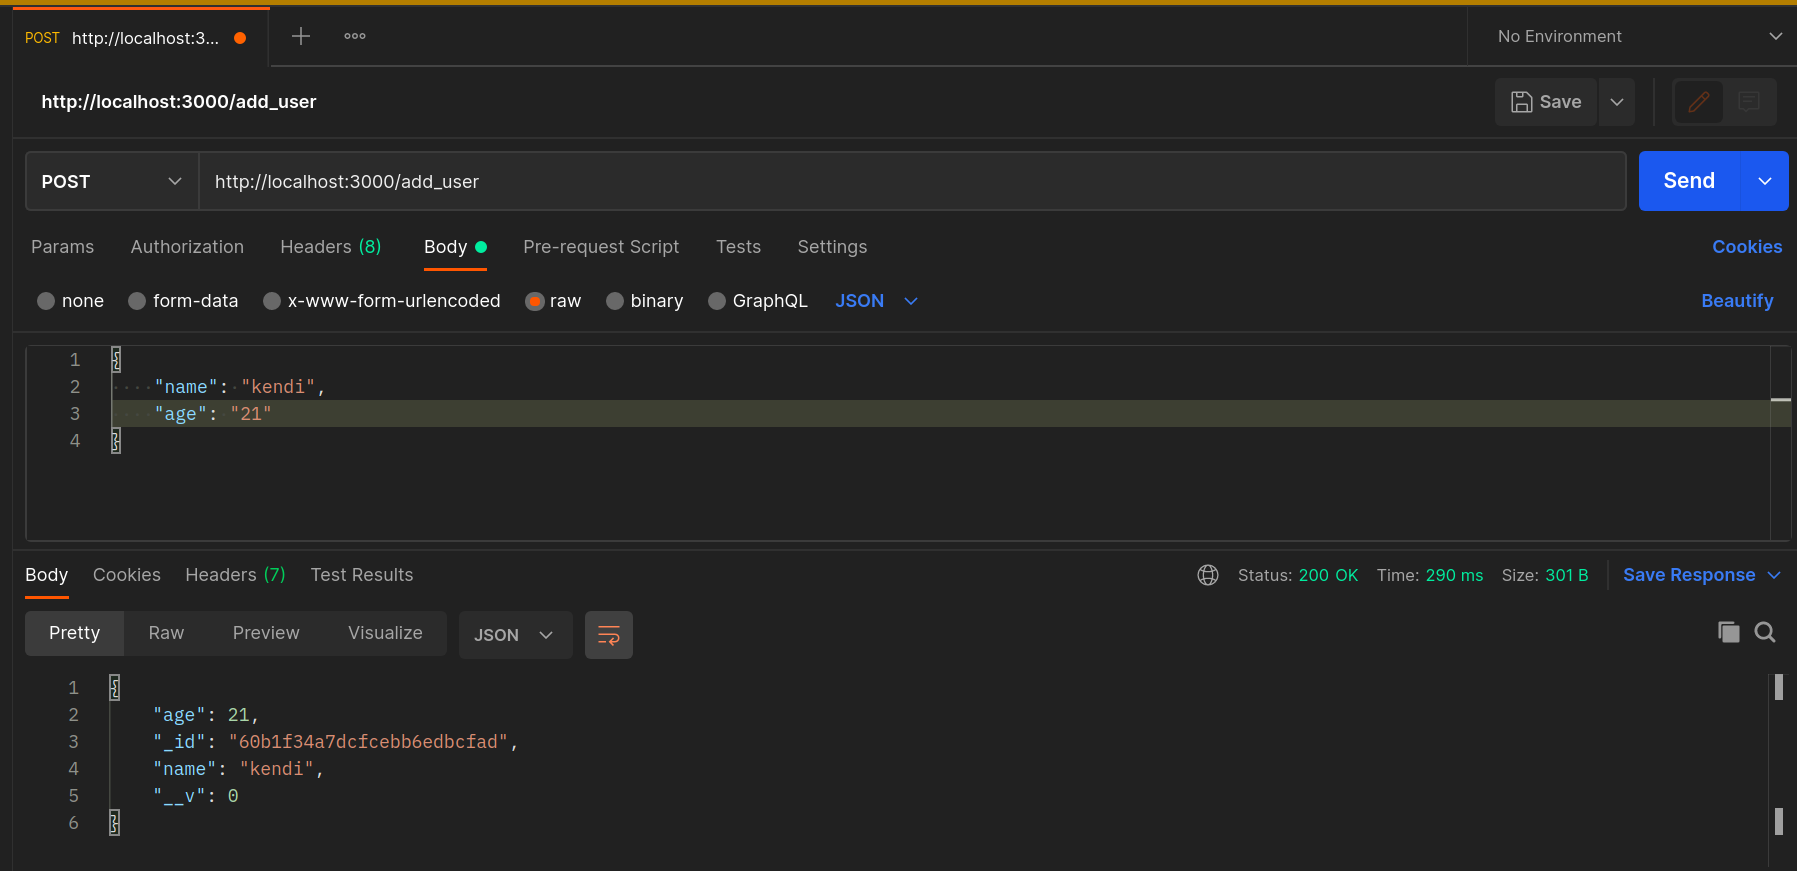 POST http://localhost:3... No Environment
http://localhost:3000/add_user Save
POST http://localhost:3000/add_user Send
Params Authorization Headers (8) Body Pre-request Script Tests Settings Cookies
none form-data x-www-form-urlencoded raw binary GraphQL JSON Beautify
1 {
2 "name": "kendi",
3 "age": "21"
4 }
Body Cookies Headers (7) Test Results Status: 200 OK Time: 290 ms Size: 301 B Save Response
Pretty Raw Preview Visualize JSON
1 {
2 "age": 21,
3 "_id": "60b1f34a7dcfcebb6edbcfad",
4 "name": "kendi",
5 "__v": 0
6 }